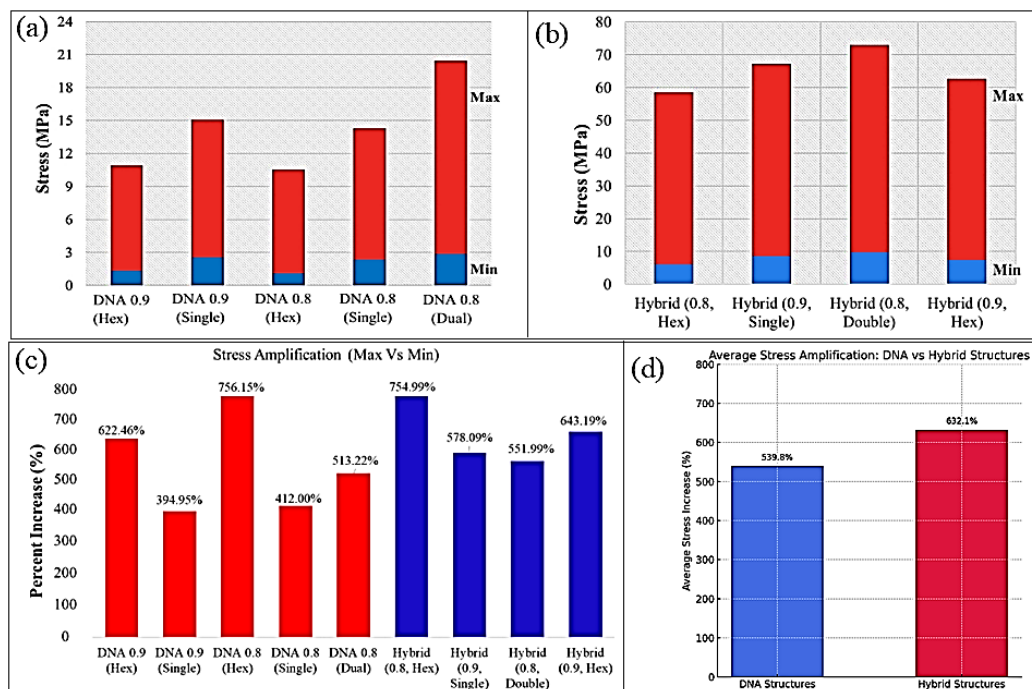 (a)
24
21
18
15
12
9
6
3
0
Stress (MPa)
Max
Min
DNA 0.9
(Hex)
DNA 0.9
(Single)
DNA 0.8
(Hex)
DNA 0.8
(Single)
DNA 0.8
(Dual)
(b)
80
70
60
50
40
30
20
10
0
Stress (MPa)
Max
Min
Hybrid (0.8,
Hex)
Hybrid (0.9,
Single)
Hybrid (0.8,
Double)
Hybrid (0.9,
Hex)
(c)
Stress Amplification (Max Vs Min)
800
700
600
500
400
300
200
100
0
Percent Increase (%)
622.46%
394.95%
756.15%
412.00%
513.22%
754.99%
578.09%
551.99%
643.19%
DNA 0.9
(Hex)
DNA 0.9
(Single)
DNA 0.8
(Hex)
DNA 0.8
(Single)
DNA 0.8
(Dual)
Hybrid
(0.8, Hex)
Hybrid
(0.9,
Single)
Hybrid
(0.8,
Double)
Hybrid
(0.9, Hex)
(d)
Average Stress Amplification: DNA vs Hybrid Structures
800
700
600
500
400
300
200
100
0
Average Stress Increase (%)
539.8%
632.1%
DNA Structures
Hybrid Structures